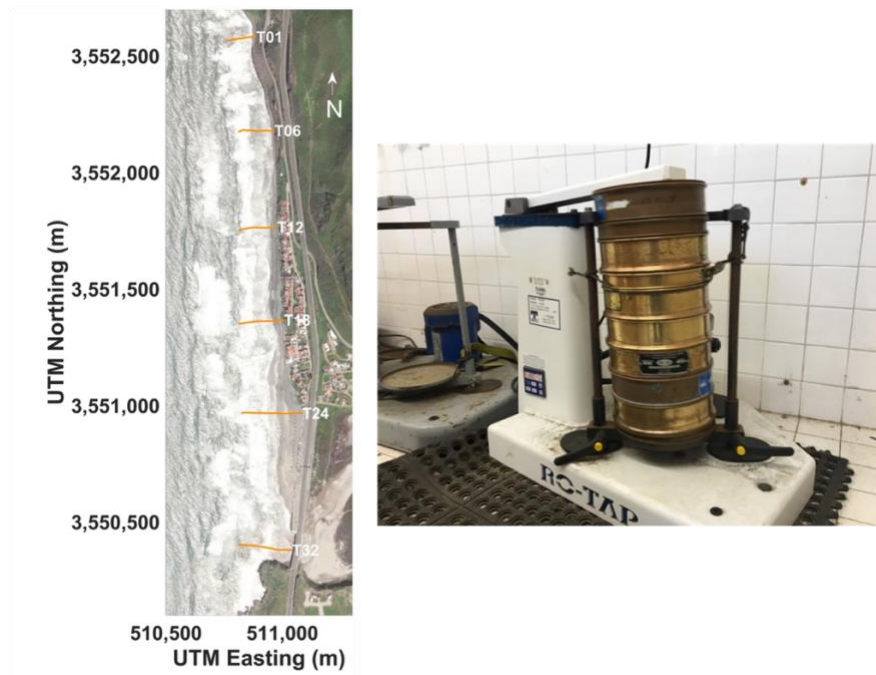 T01
3,552,500
N
T06
3,552,000
T12
3,551,500
T18
3,551,000
T24
3,550,500
T32
UTM Northing (m)
510,500 511,000
UTM Easting (m)
RO-TAP